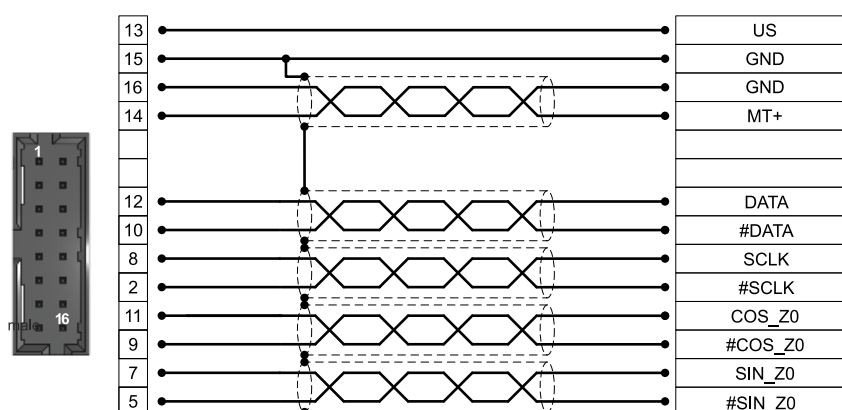 13 US
15 GND
16 GND
14 MT+
1
12 DATA
10 #DATA
8 SCLK
2 #SCLK
11 COS_Z0
16
male
9 #COS_Z0
7 SIN_Z0
5 #SIN_Z0